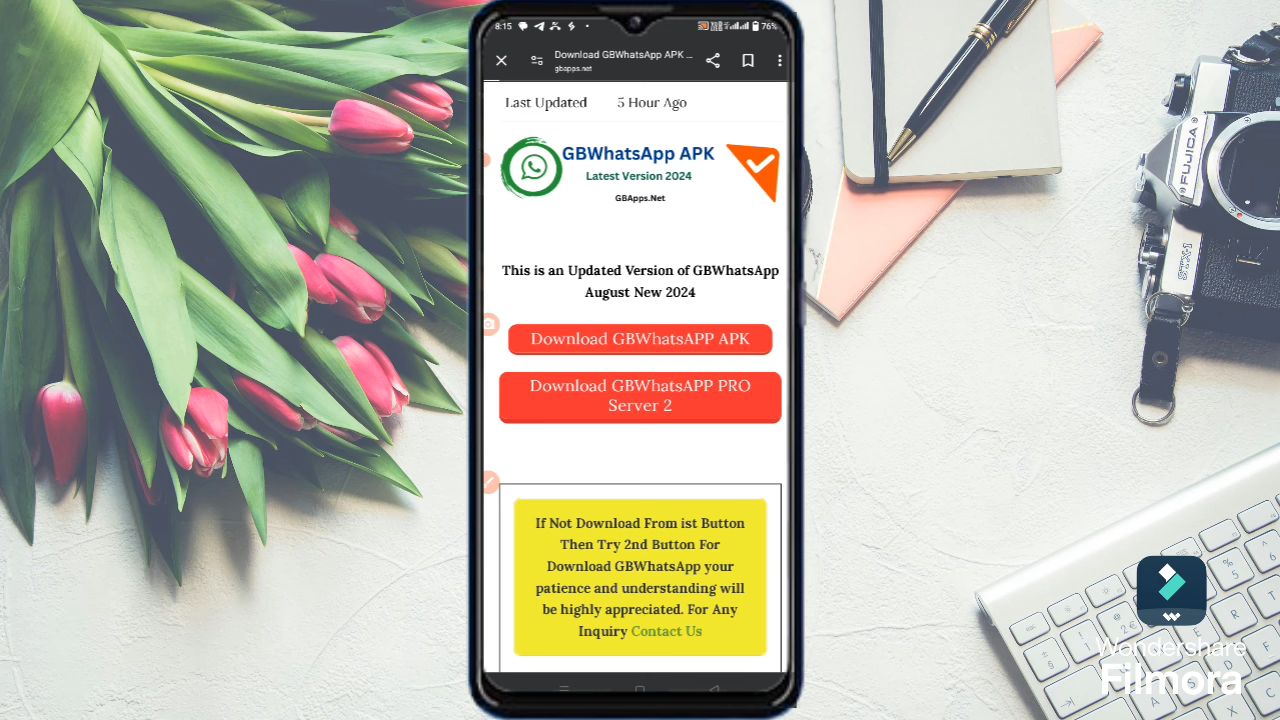 8:15
76%
Download GBWhatsApp APK ...
gbapps.net
Last Updated 5 Hour Ago
GBWhatsApp APK
Latest Version 2024
GBApps.Net
This is an Updated Version of GBWhatsApp
August New 2024
Download GBWhatsAPP APK
Download GBWhatsAPP PRO
Server 2
If Not Download From ist Button
Then Try 2nd Button For
Download GBWhatsApp your
patience and understanding will
be highly appreciated. For Any
Inquiry Contact Us
FUJICA
STX-1
Wondershare
Filmora